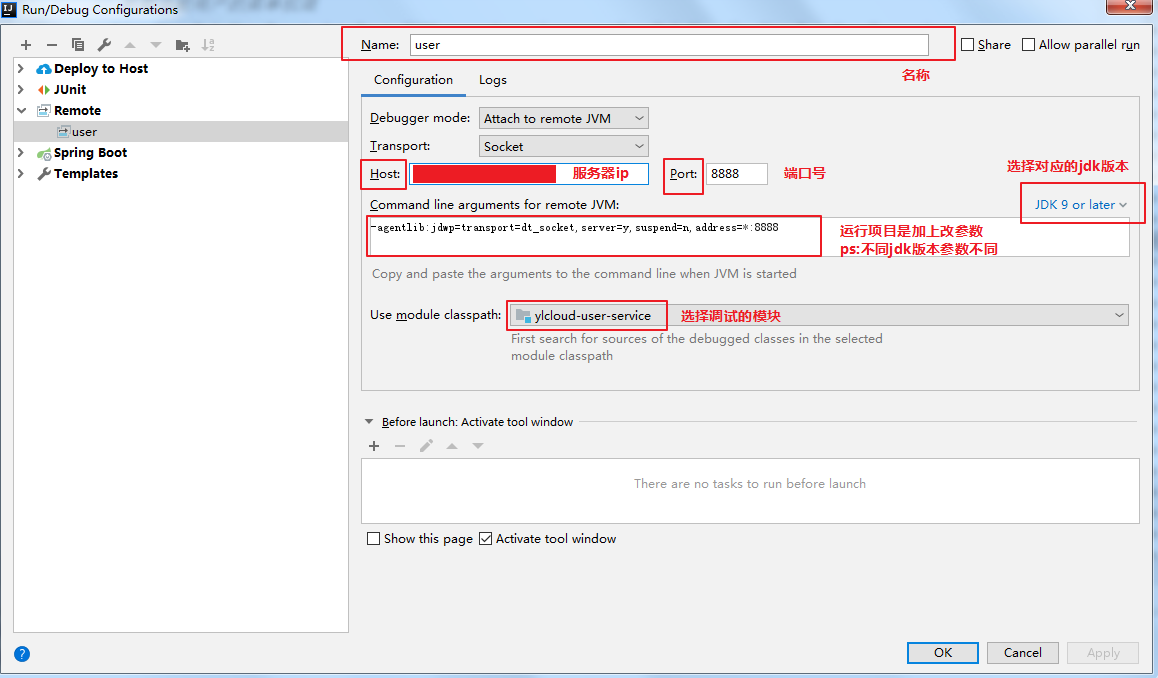 Run/Debug Configurations
Name: user
Share
Allow parallel run
名称
Deploy to Host
JUnit
Remote
user
Spring Boot
Templates
Configuration
Logs
Debugger mode: Attach to remote JVM
Transport: Socket
Host: 服务器ip
Port: 8888 端口号
选择对应的jdk版本
Command line arguments for remote JVM:
JDK 9 or later
-agentlib:jdwp=transport=dt_socket,server=y,suspend=n,address=*:8888
运行项目是加上改参数
ps:不同jdk版本参数不同
Copy and paste the arguments to the command line when JVM is started
Use module classpath: ylcloud-user-service 选择调试的模块
First search for sources of the debugged classes in the selected
module classpath
Before launch: Activate tool window
There are no tasks to run before launch
Show this page
Activate tool window
OK
Cancel
Apply